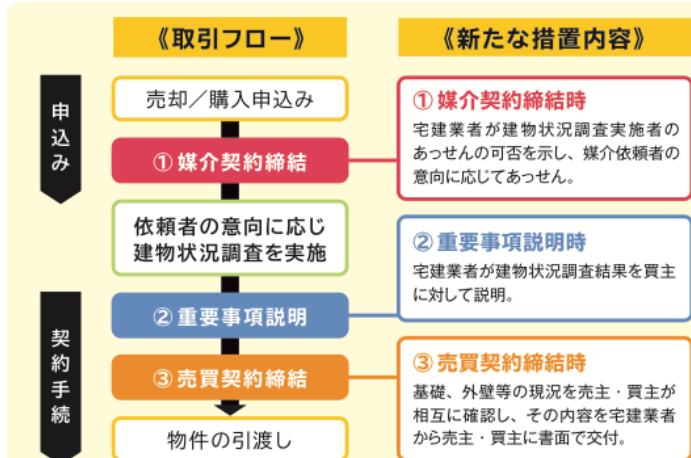 《取引フロー》
《新たな措置内容》
申込み
売却／購入申込み
①媒介契約締結
依頼者の意向に応じ
建物状況調査を実施
契約手続
②重要事項説明
③売買契約締結
物件の引渡し
①媒介契約締結時
宅建業者が建物状況調査実施者の
あっせんの可否を示し、媒介依頼者の
意向に応じてあっせん。
②重要事項説明時
宅建業者が建物状況調査結果を買主
に対して説明。
③売買契約締結時
基礎、外壁等の現況を売主・買主が
相互に確認し、その内容を宅建業者
から売主・買主に書面で交付。